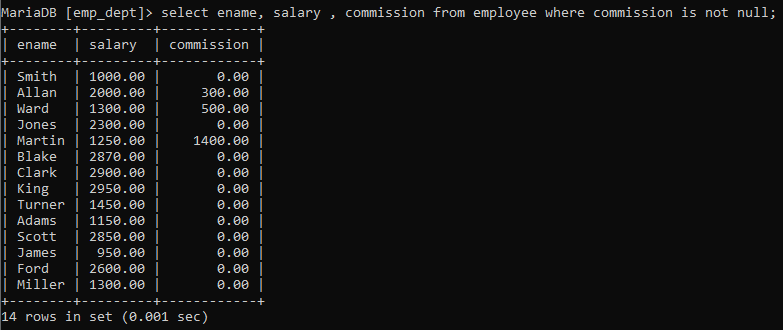 MariaDB [emp_dept]> select ename, salary , commission from employee where commission is not null;
+--------+---------+------------+
| ename  | salary  | commission |
+--------+---------+------------+
| Smith  | 1000.00 |       0.00 |
| Allan  | 2000.00 |     300.00 |
| Ward   | 1300.00 |     500.00 |
| Jones  | 2300.00 |       0.00 |
| Martin | 1250.00 |    1400.00 |
| Blake  | 2870.00 |       0.00 |
| Clark  | 2900.00 |       0.00 |
| King   | 2950.00 |       0.00 |
| Turner | 1450.00 |       0.00 |
| Adams  | 1150.00 |       0.00 |
| Scott  | 2850.00 |       0.00 |
| James  |  950.00 |       0.00 |
| Ford   | 2600.00 |       0.00 |
| Miller | 1300.00 |       0.00 |
+--------+---------+------------+
14 rows in set (0.001 sec)